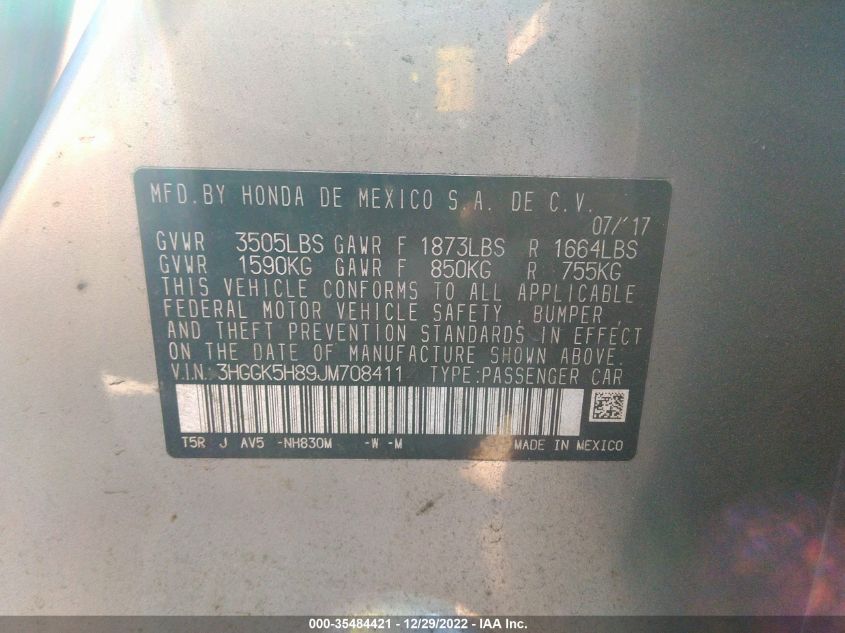 MFD.BY HONDA DE MEXICO S.A. DE C.V.
07/'17
GVWR 3505LBS GAWR F 1873LBS R 1664LBS
GVWR 1590KG GAWR F 850KG R 755KG
THIS VEHICLE CONFORMS TO ALL APPLICABLE
FEDERAL MOTOR VEHICLE SAFETY , BUMPER ,
AND THEFT PREVENTION STANDARDS IN EFFECT
ON THE DATE OF MANUFACTURE SHOWN ABOVE.
V.I.N: 3HGGK5H89JM708411 TYPE:PASSENGER CAR
T5R J AV5 -NH830M -W -M MADE IN MEXICO
000-35484421 - 12/29/2022 - IAA Inc.